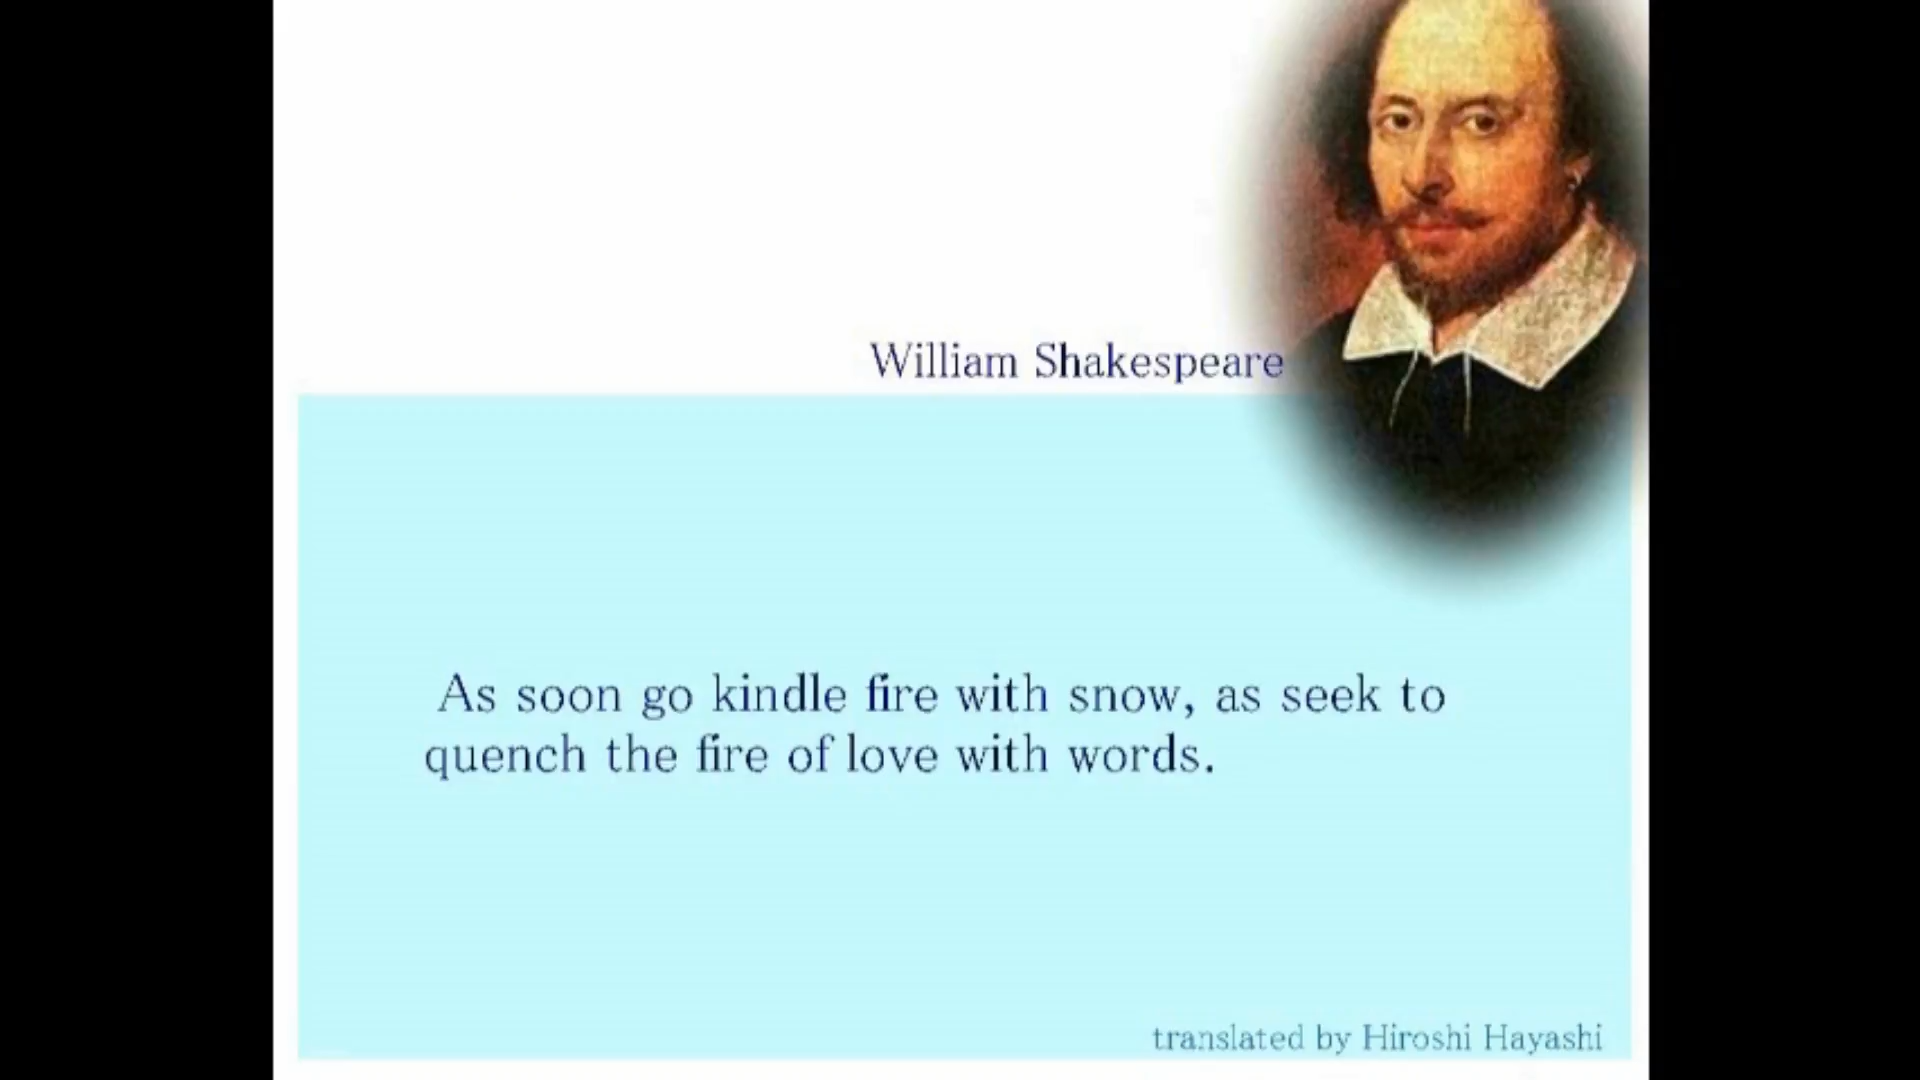 William Shakespeare
As soon go kindle fire with snow, as seek to
quench the fire of love with words.
translated by Hiroshi Hayashi